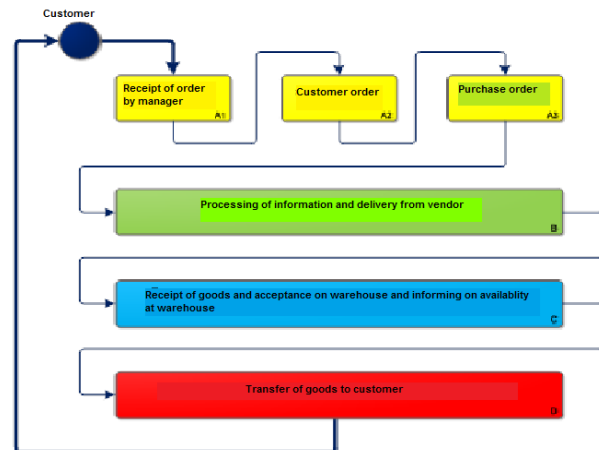 Customer
Receipt of order
by manager
A1
Customer order
A2
Purchase order
A3
Processing of information and delivery from vendor
B
Receipt of goods and acceptance on warehouse and informing on availablity
at warehouse
C
Transfer of goods to customer
D